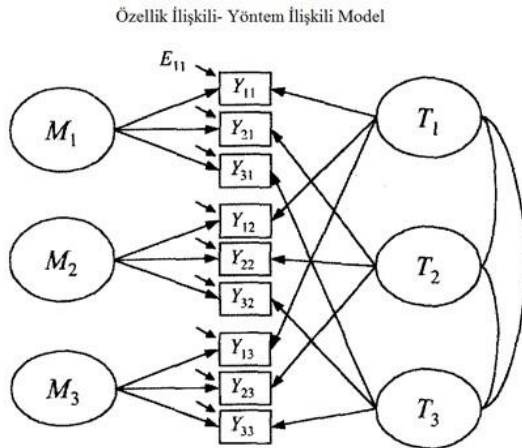 Özellik İlişkili- Yöntem İlişkili Model
E11
Y11
Y21
Y31
Y12
Y22
Y32
Y13
Y23
Y33
M1
M2
M3
T1
T2
T3